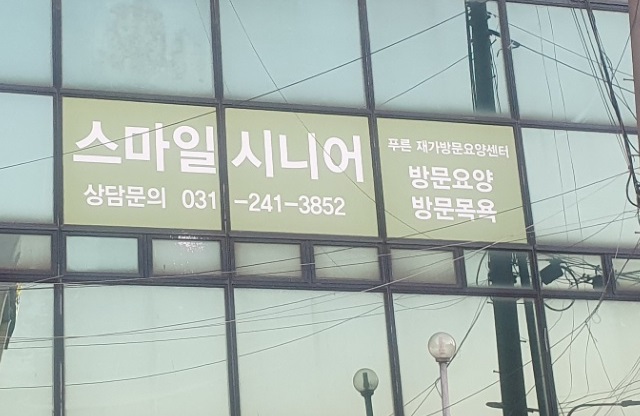 스마일 시니어
상담문의 031-241-3852
푸른 재가방문요양센터
방문요양
방문목욕